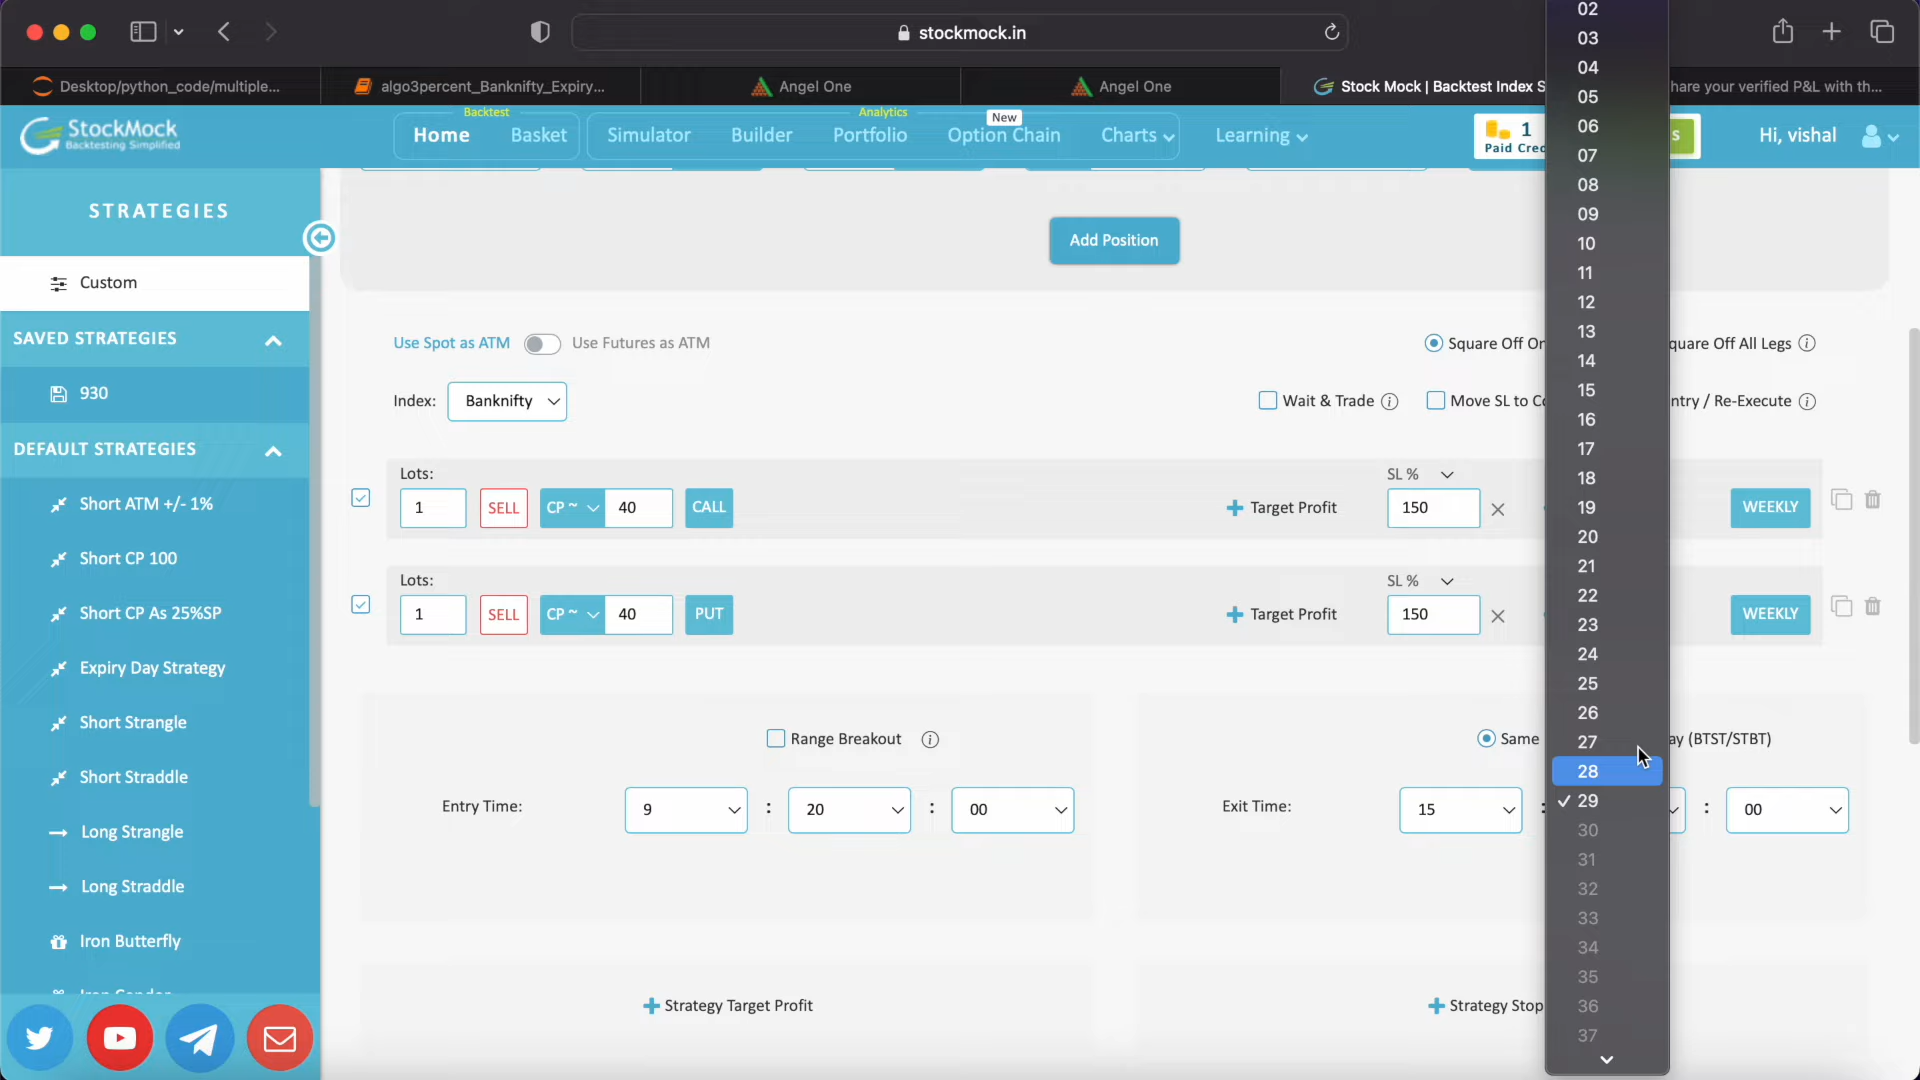 stockmock.in
Desktop/python_code/multiple...
algo3percent_Banknifty_Expiry...
Angel One
Angel One
Stock Mock | Backtest Index S
hare your verified P&L with th...
StockMock
Backtesting Simplified
Backtest
Home
Basket
Simulator
Builder
Analytics
Portfolio
New
Option Chain
Charts
Learning
1
Paid Cred
s
Hi, vishal
STRATEGIES
Custom
SAVED STRATEGIES
930
DEFAULT STRATEGIES
Short ATM +/- 1%
Short CP 100
Short CP As 25%SP
Expiry Day Strategy
Short Strangle
Short Straddle
Long Strangle
Long Straddle
Iron Butterfly
Iron Condor
Add Position
Use Spot as ATM
Use Futures as ATM
Square Off On
quare Off All Legs
Index:
Banknifty
Wait & Trade
Move SL to Co
ntry / Re-Execute
Lots:
SL %
1
SELL
CP ~
40
CALL
Target Profit
150
WEEKLY
Lots:
SL %
1
SELL
CP ~
40
PUT
Target Profit
150
WEEKLY
Range Breakout
Same
ay (BTST/STBT)
Entry Time:
9
:
20
:
00
Exit Time:
15
:
:
00
Strategy Target Profit
Strategy Stop
02
03
04
05
06
07
08
09
10
11
12
13
14
15
16
17
18
19
20
21
22
23
24
25
26
27
28
29
30
31
32
33
34
35
36
37